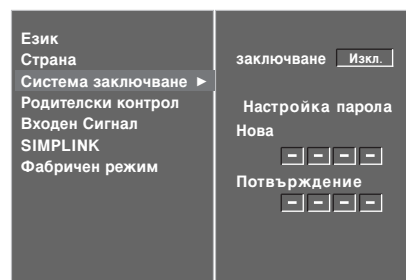 Език
Страна
Система заключване ►
Родителски контрол
Входен Сигнал
SIMPLINK
Фабричен режим
заключване Изкл.
Настройка парола
Нова
– – – –
Потвърждение
– – – –